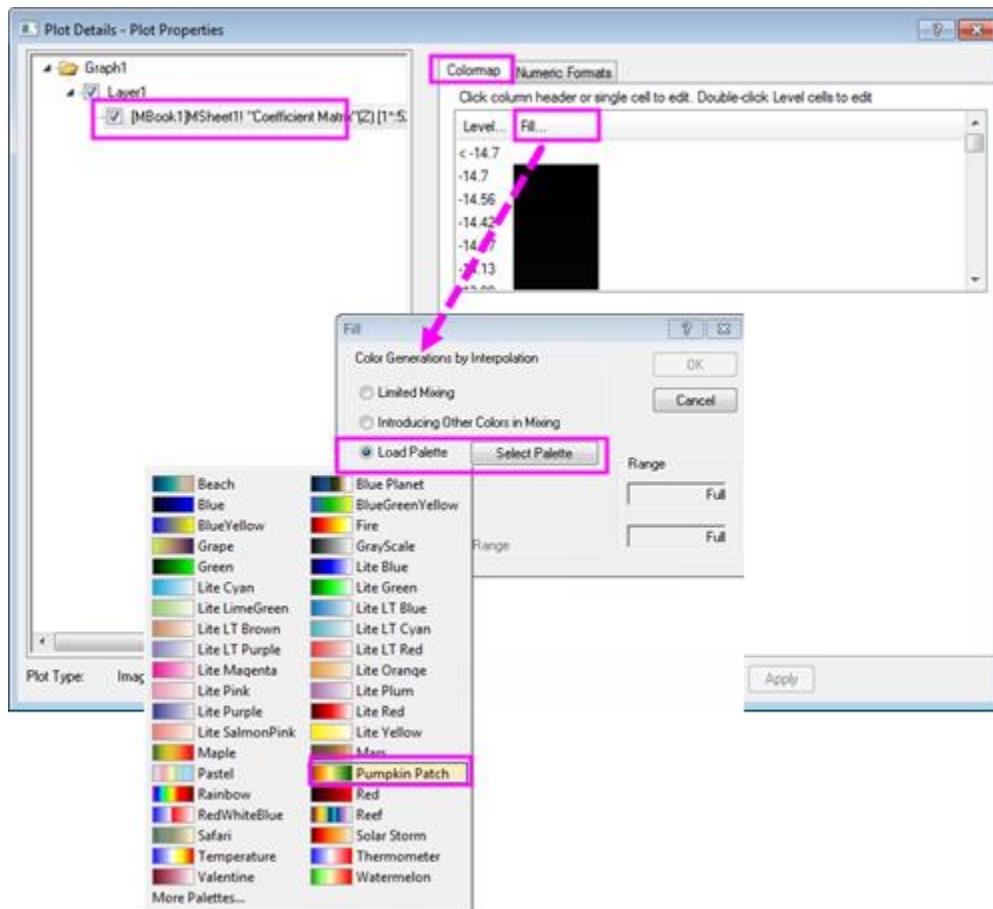 Plot Details - Plot Properties
Graph1
Layer1
[MBook1]MSheet1! "Coefficient Matrix"(Z) [1*:5
Colormap Numeric Formats
Click column header or single cell to edit. Double-click Level cells to edit
Level... Fill...
< -14.7
-14.7
-14.56
-14.42
-14.13
Fill
Color Generations by Interpolation
OK
Limited Mixing
Cancel
Introducing Other Colors in Mixing
Load Palette Select Palette
Range
Full
Range Full
Beach Blue Planet
Blue BlueGreenYellow
BlueYellow Fire
Grape GrayScale
Green Lite Blue
Lite Cyan Lite Green
Lite LimeGreen Lite LT Blue
Lite LT Brown Lite LT Cyan
Lite LT Purple Lite LT Red
Lite Magenta Lite Orange
Lite Pink Lite Plum
Lite Purple Lite Red
Lite SalmonPink Lite Yellow
Maple Mars
Pastel Pumpkin Patch
Rainbow Red
RedWhiteBlue Reef
Safari Solar Storm
Temperature Thermometer
Valentine Watermelon
More Palettes...
Plot Type: Imag
Apply